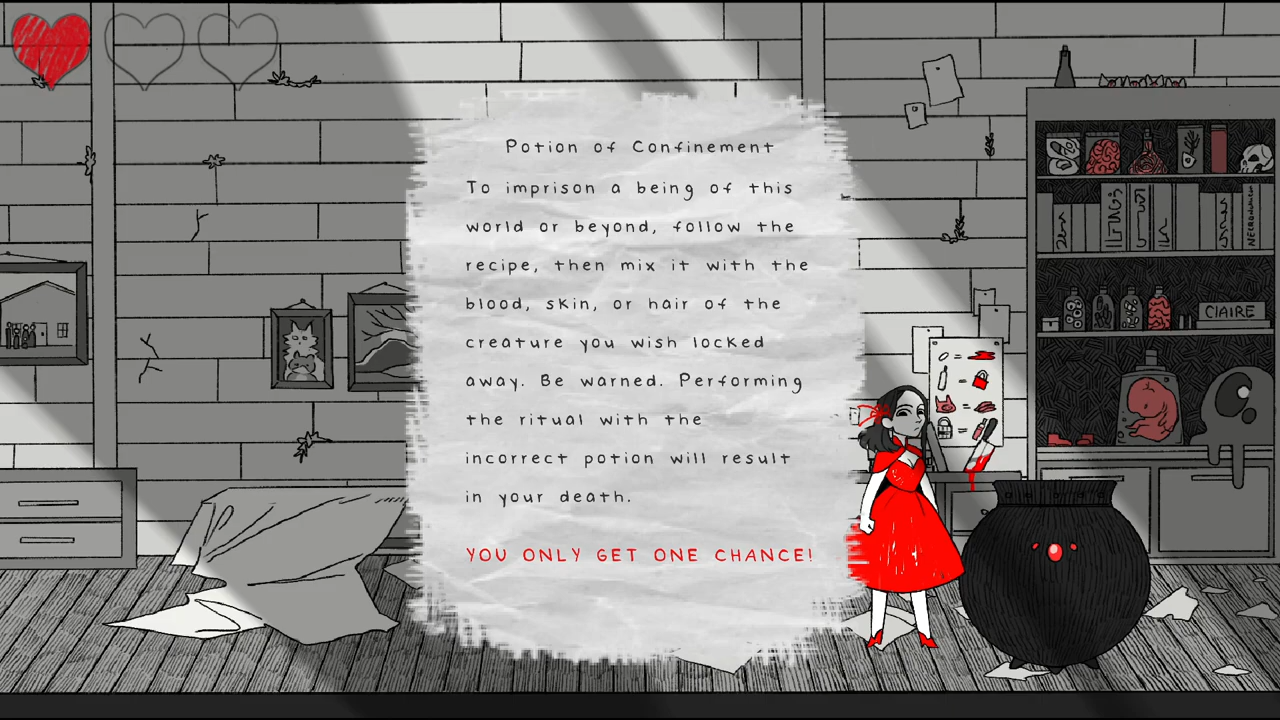 Potion of Confinement
To imprison a being of this
world or beyond, follow the
recipe, then mix it with the
blood, skin, or hair of the
creature you wish locked
away. Be warned. Performing
the ritual with the
incorrect potion will result
in your death.
YOU ONLY GET ONE CHANCE!
CLAIRE